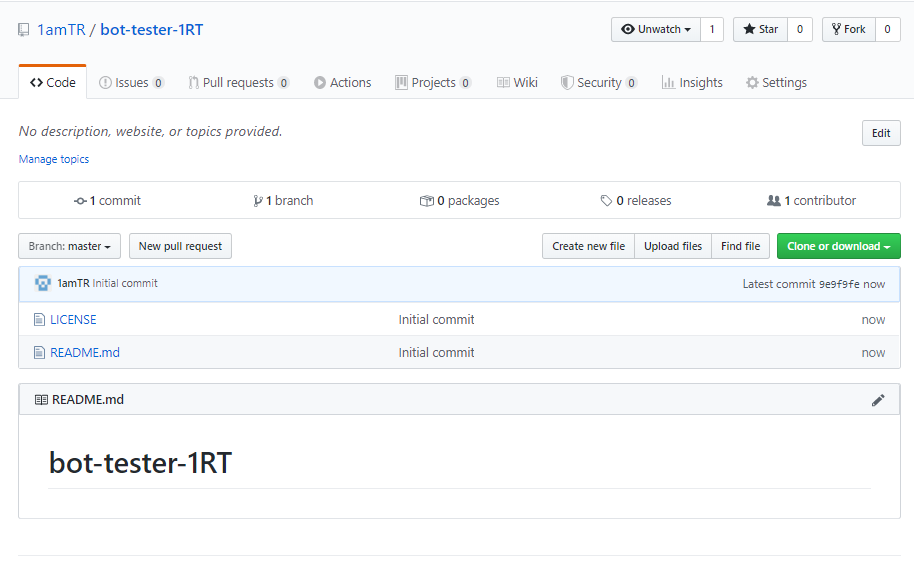 1amTR / bot-tester-1RT Unwatch 1 Star 0 Fork 0
Code Issues 0 Pull requests 0 Actions Projects 0 Wiki Security 0 Insights Settings
No description, website, or topics provided. Edit
Manage topics
1 commit 1 branch 0 packages 0 releases 1 contributor
Branch: master New pull request Create new file Upload files Find file Clone or download
1amTR Initial commit Latest commit 9e9f9fe now
LICENSE Initial commit now
README.md Initial commit now
README.md
bot-tester-1RT